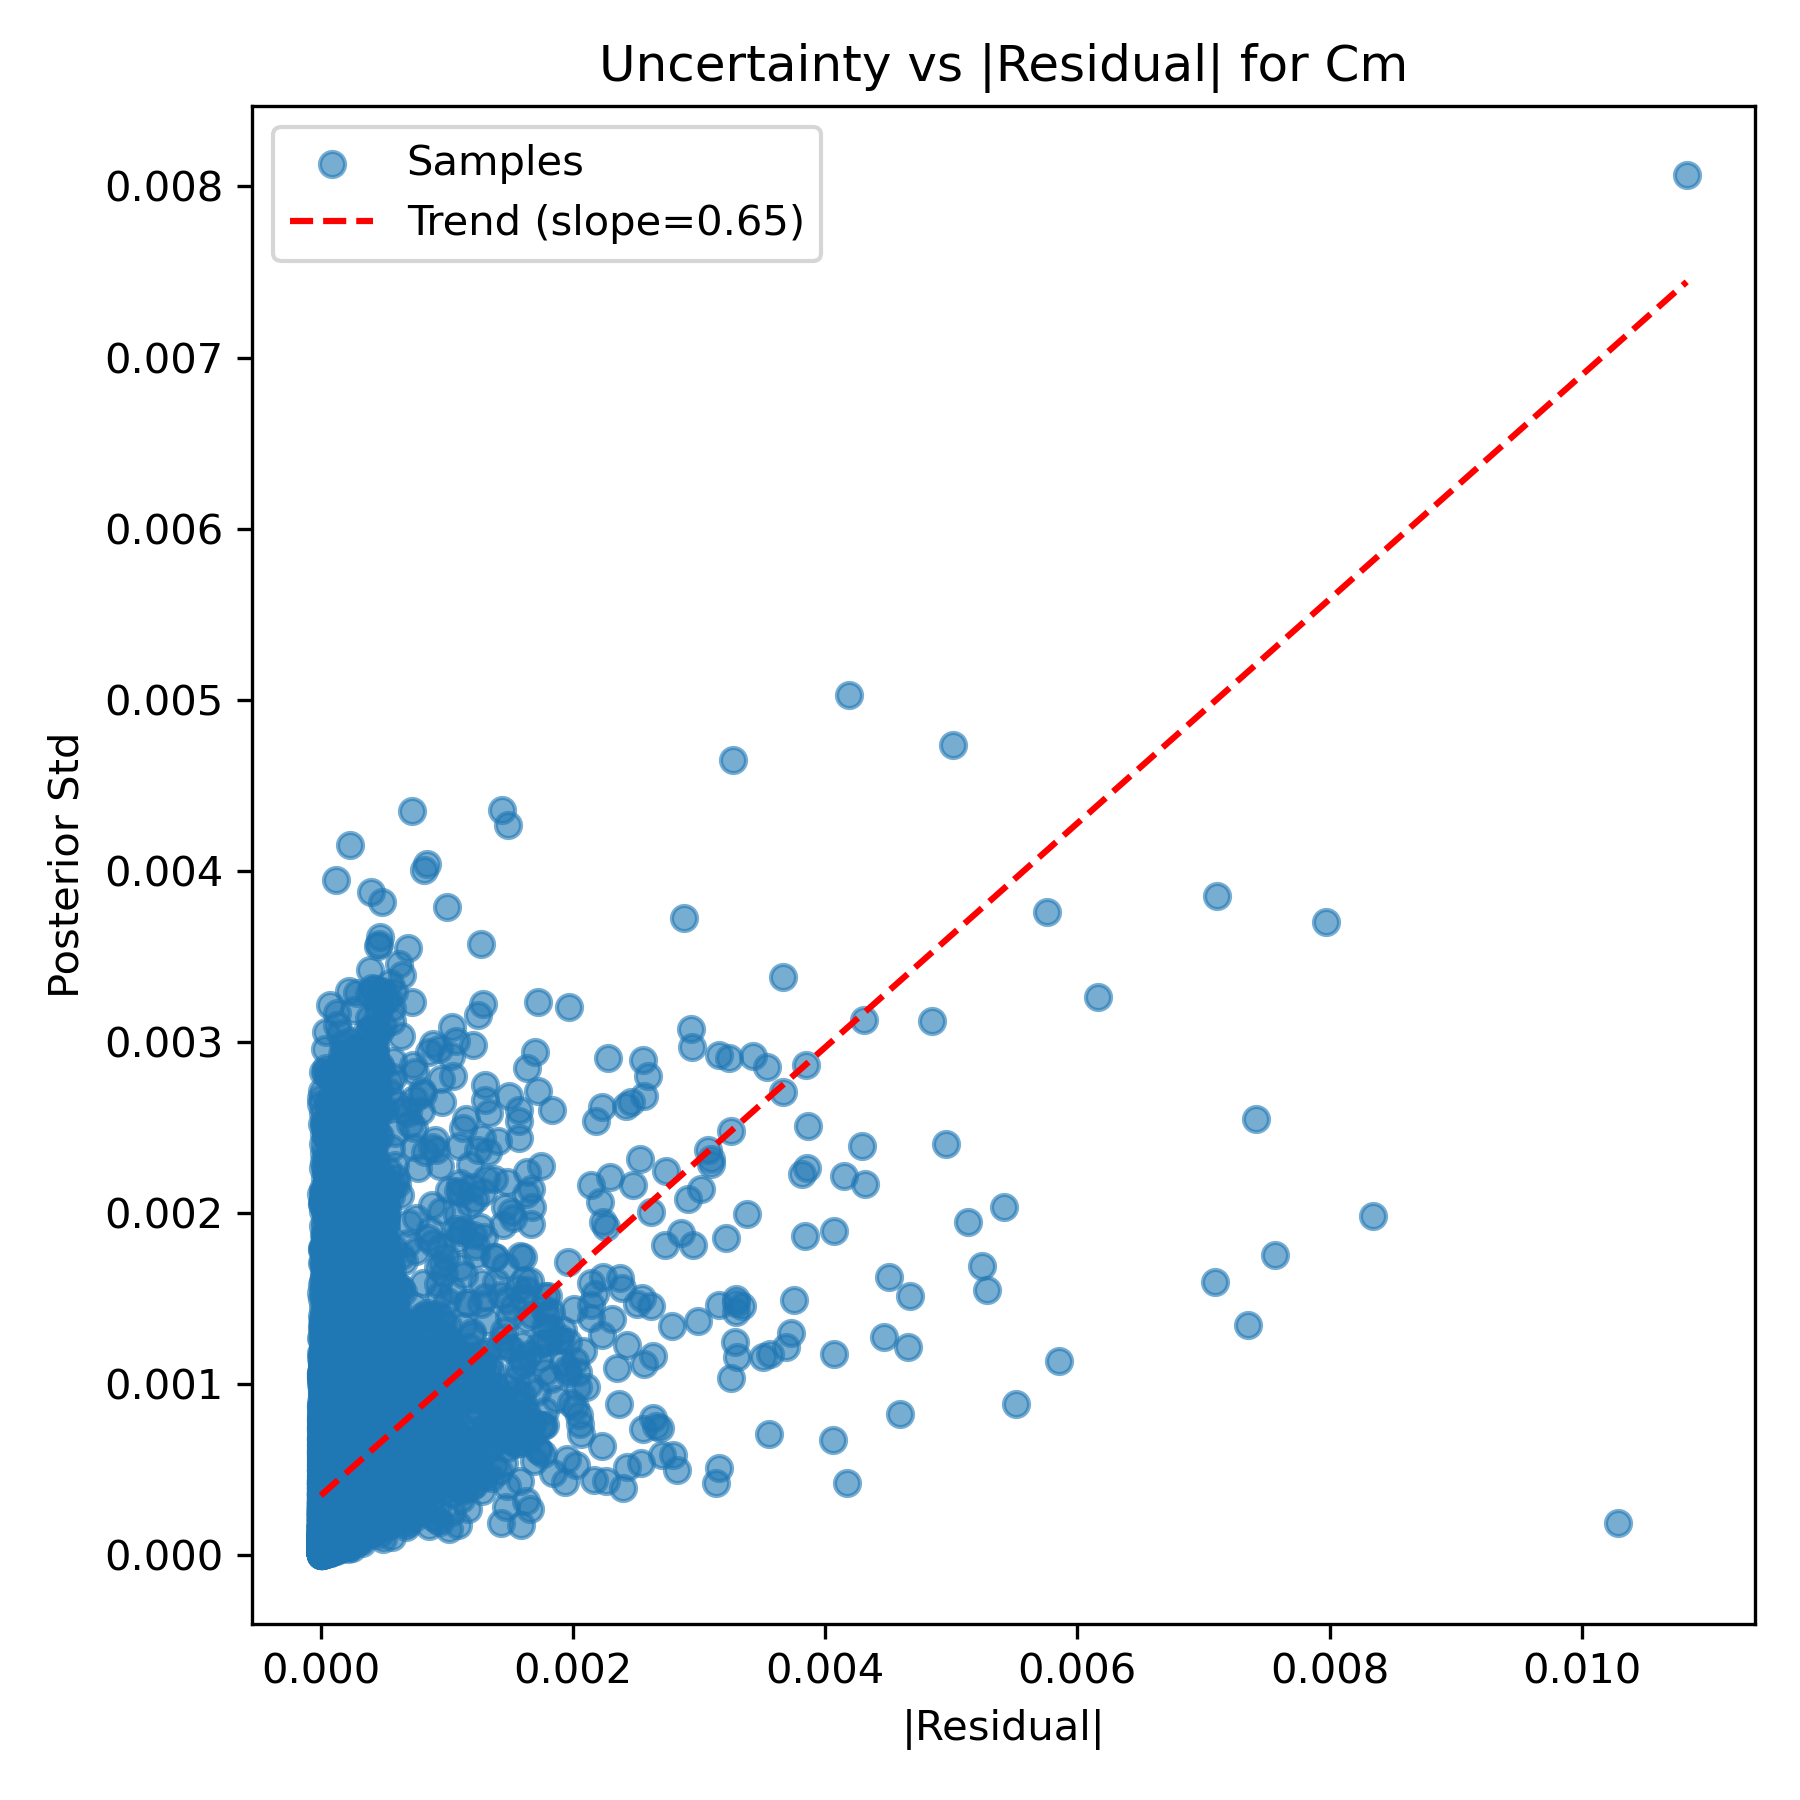 Uncertainty vs |Residual| for Cm
Samples
Trend (slope=0.65)
0.008
0.007
0.006
0.005
0.004
0.003
0.002
0.001
0.000
Posterior Std
0.000 0.002 0.004 0.006 0.008 0.010
|Residual|